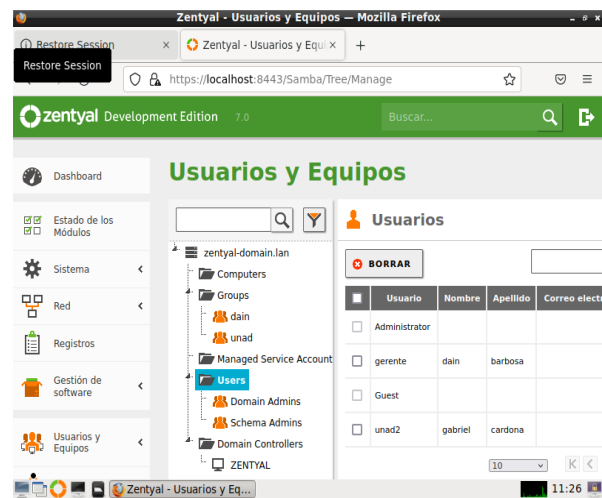 Zentyal - Usuarios y Equipos — Mozilla Firefox
Restore Session
Zentyal - Usuarios y Equi
Restore Session
https://localhost:8443/Samba/Tree/Manage
zentyal Development Edition 7.0
Buscar...
Usuarios y Equipos
Dashboard
Estado de los
Módulos
Sistema
Red
Registros
Gestión de
software
Usuarios y
Equipos
zentyal-domain.lan
Computers
Groups
dain
unad
Managed Service Account
Users
Domain Admins
Schema Admins
Domain Controllers
ZENTYAL
Usuarios
BORRAR
Usuario Nombre Apellido Correo electr
Administrator
gerente dain barbosa
Guest
unad2 gabriel cardona
10
Zentyal - Usuarios y Eq...
11:26